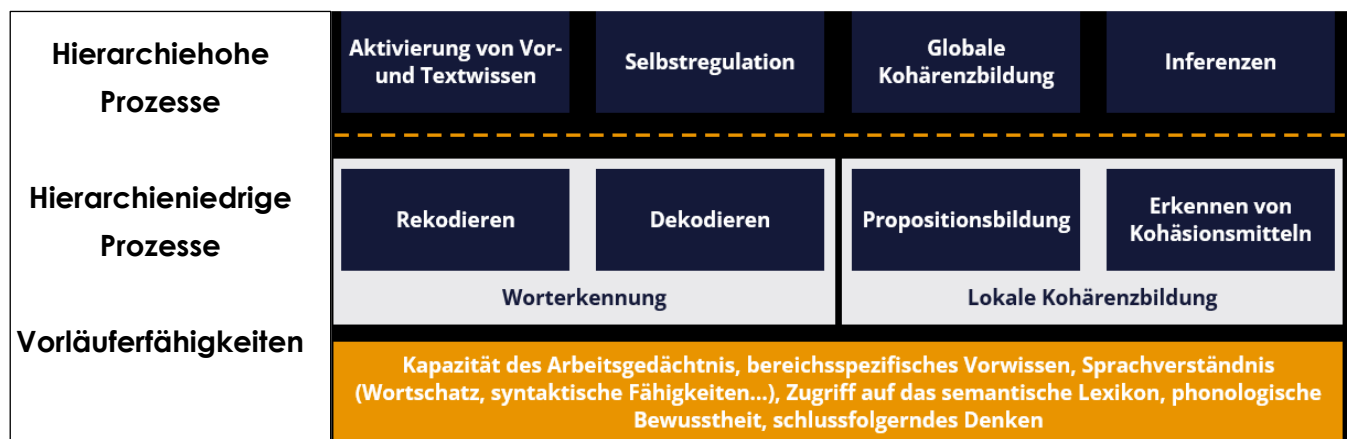 Hierarchiehohe
Prozesse
Aktivierung von Vor-
und Textwissen
Selbstregulation
Globale
Kohärenzbildung
Inferenzen
Hierarchieniedrige
Prozesse
Rekodieren
Dekodieren
Propositionsbildung
Erkennen von
Kohäsionsmitteln
Worterkennung
Lokale Kohärenzbildung
Vorläuferfähigkeiten
Kapazität des Arbeitsgedächtnis, bereichsspezifisches Vorwissen, Sprachverständnis
(Wortschatz, syntaktische Fähigkeiten...), Zugriff auf das semantische Lexikon, phonologische
Bewusstheit, schlussfolgerndes Denken